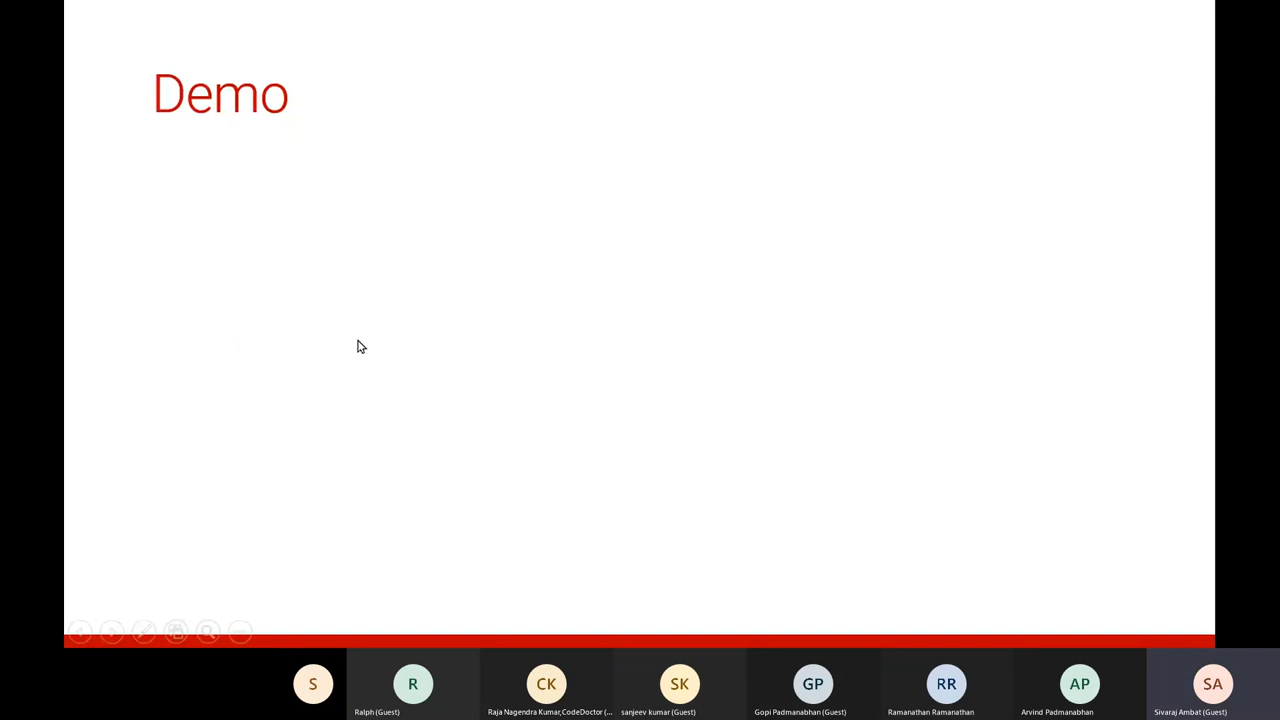 Demo
S
R
CK
SK
GP
RR
AP
SA
Ralph (Guest)
Raja Nagendra Kumar,CodeDoctor (...
sanjeev kumar (Guest)
Gopi Padmanabhan (Guest)
Ramanathan Ramanathan
Arvind Padmanabhan
Sivaraj Ambat (Guest)